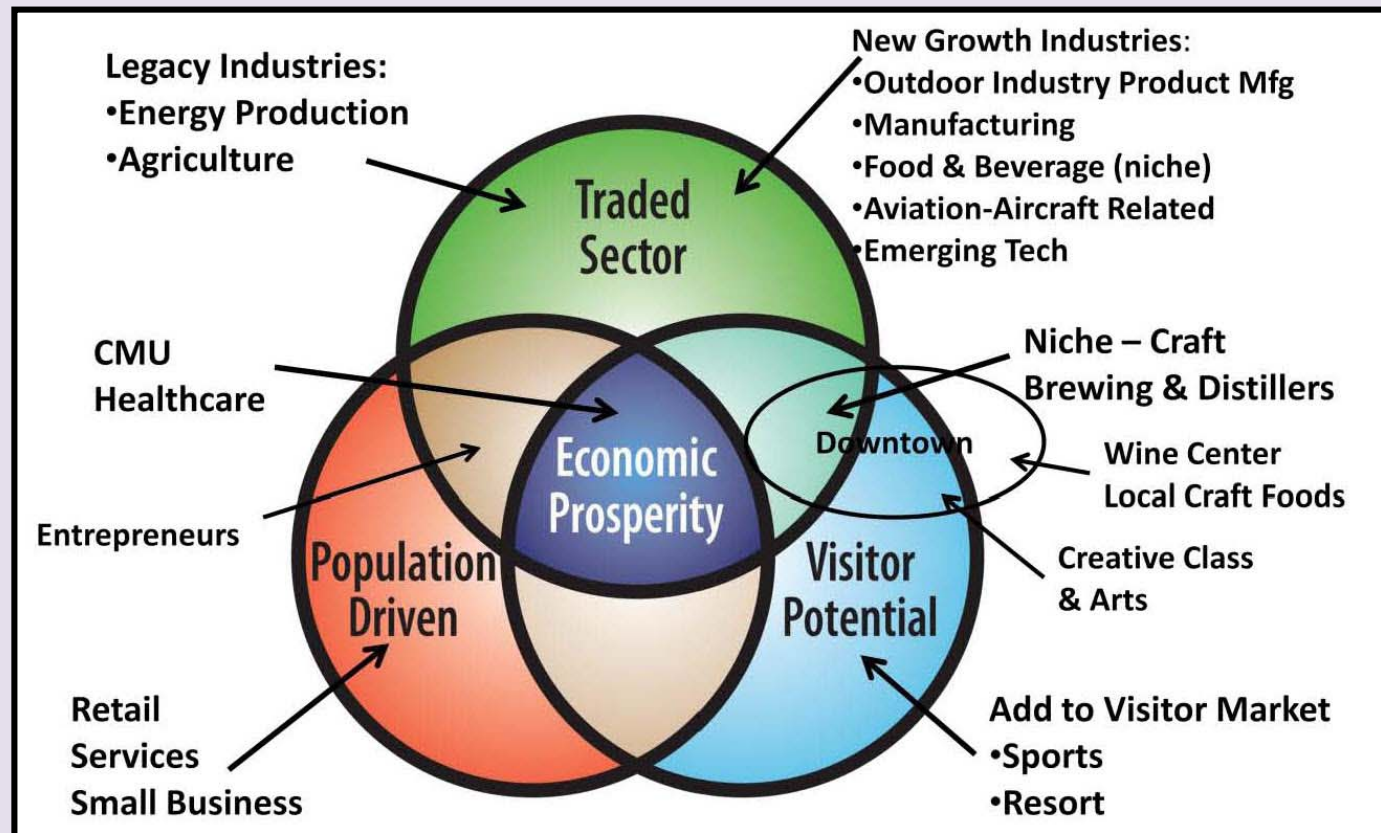 Legacy Industries:
•Energy Production
•Agriculture
New Growth Industries:
•Outdoor Industry Product Mfg
•Manufacturing
•Food & Beverage (niche)
•Aviation-Aircraft Related
•Emerging Tech
Traded
Sector
CMU
Healthcare
Niche – Craft
Brewing & Distillers
Downtown
Economic
Prosperity
Wine Center
Local Craft Foods
Entrepreneurs
Population
Driven
Visitor
Potential
Creative Class
& Arts
Retail
Services
Small Business
Add to Visitor Market
•Sports
•Resort